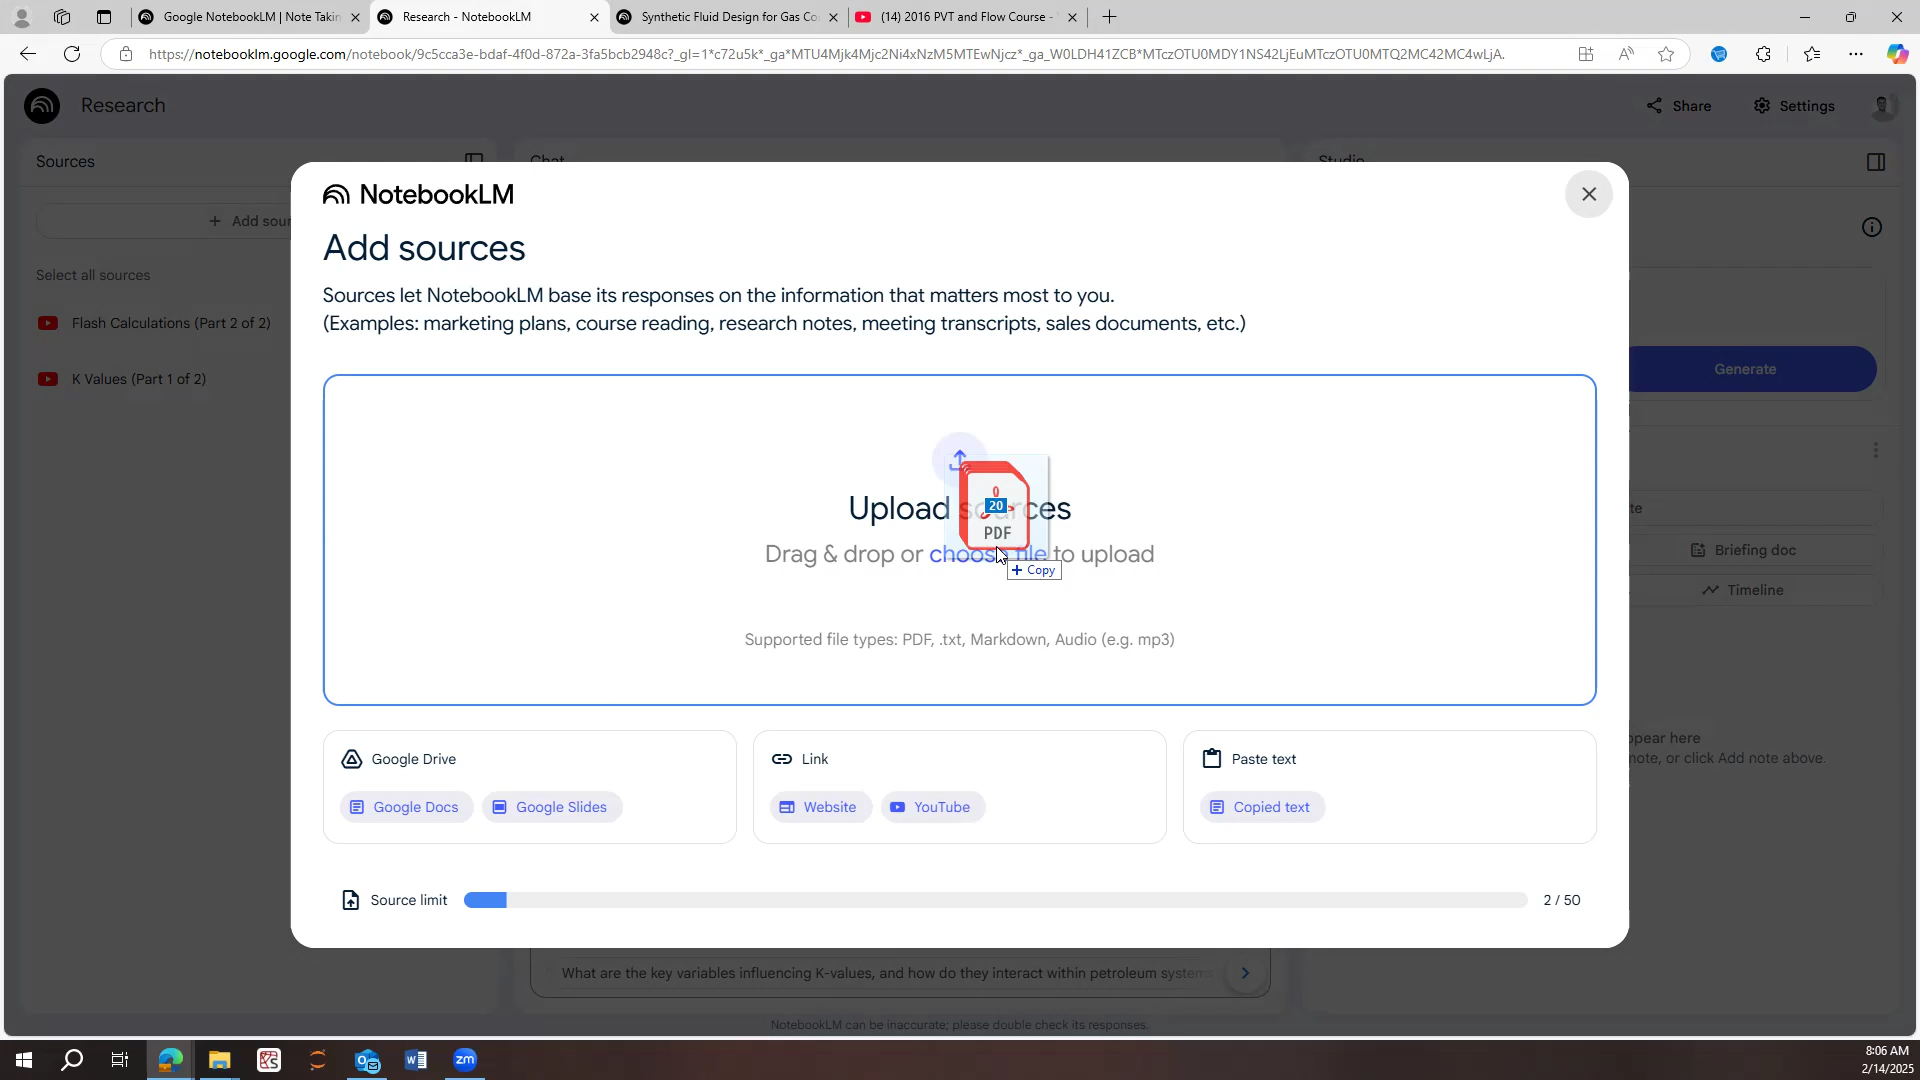 Google NotebookLM | Note Takin
Research - NotebookLM
Synthetic Fluid Design for Gas Co
(14) 2016 PVT and Flow Course -
https://notebooklm.google.com/notebook/9c5cca3e-bdaf-4f0d-872a-3fa5bcb2948c?_gl=1*c72u5k*_ga*MTU4Mjk4Mjc2Ni4xNzM5MTEwNjcz*_ga_W0LDH41ZCB*MTczOTU0MDY1NS42LjEuMTczOTU0MTQ2MC42MC4wLjA.
Research
Share
Settings
Sources
Chat
Studio
NotebookLM
+ Add sour
Add sources
Select all sources
Sources let NotebookLM base its responses on the information that matters most to you.
(Examples: marketing plans, course reading, research notes, meeting transcripts, sales documents, etc.)
Flash Calculations (Part 2 of 2)
K Values (Part 1 of 2)
Generate
Upload sources
20
PDF
Drag & drop or choose file to upload
+ Copy
te
Briefing doc
Timeline
Supported file types: PDF, .txt, Markdown, Audio (e.g. mp3)
ppear here
note, or click Add note above.
Google Drive
Google Docs
Google Slides
Link
Website
YouTube
Paste text
Copied text
Source limit
2 / 50
What are the key variables influencing K-values, and how do they interact within petroleum systems
NotebookLM can be inaccurate; please double check its responses.
zm
8:06 AM
2/14/2025